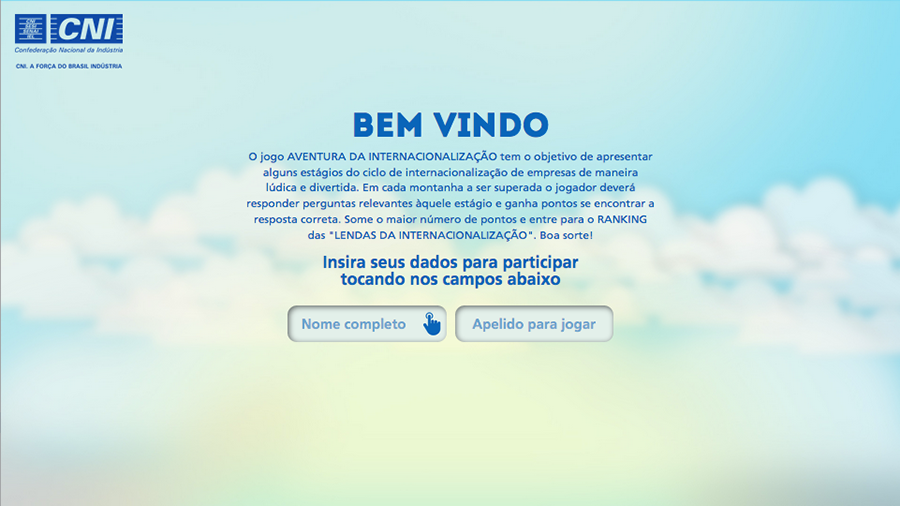 CNI
SESI
SENAI
IEL
CNI
Confederação Nacional da Indústria
CNI. A FORÇA DO BRASIL INDÚSTRIA
BEM VINDO
O jogo AVENTURA DA INTERNACIONALIZAÇÃO tem o objetivo de apresentar
alguns estágios do ciclo de internacionalização de empresas de maneira
lúdica e divertida. Em cada montanha a ser superada o jogador deverá
responder perguntas relevantes àquele estágio e ganha pontos se encontrar a
resposta correta. Some o maior número de pontos e entre para o RANKING
das "LENDAS DA INTERNACIONALIZAÇÃO". Boa sorte!
Insira seus dados para participar
tocando nos campos abaixo
Nome completo
Apelido para jogar